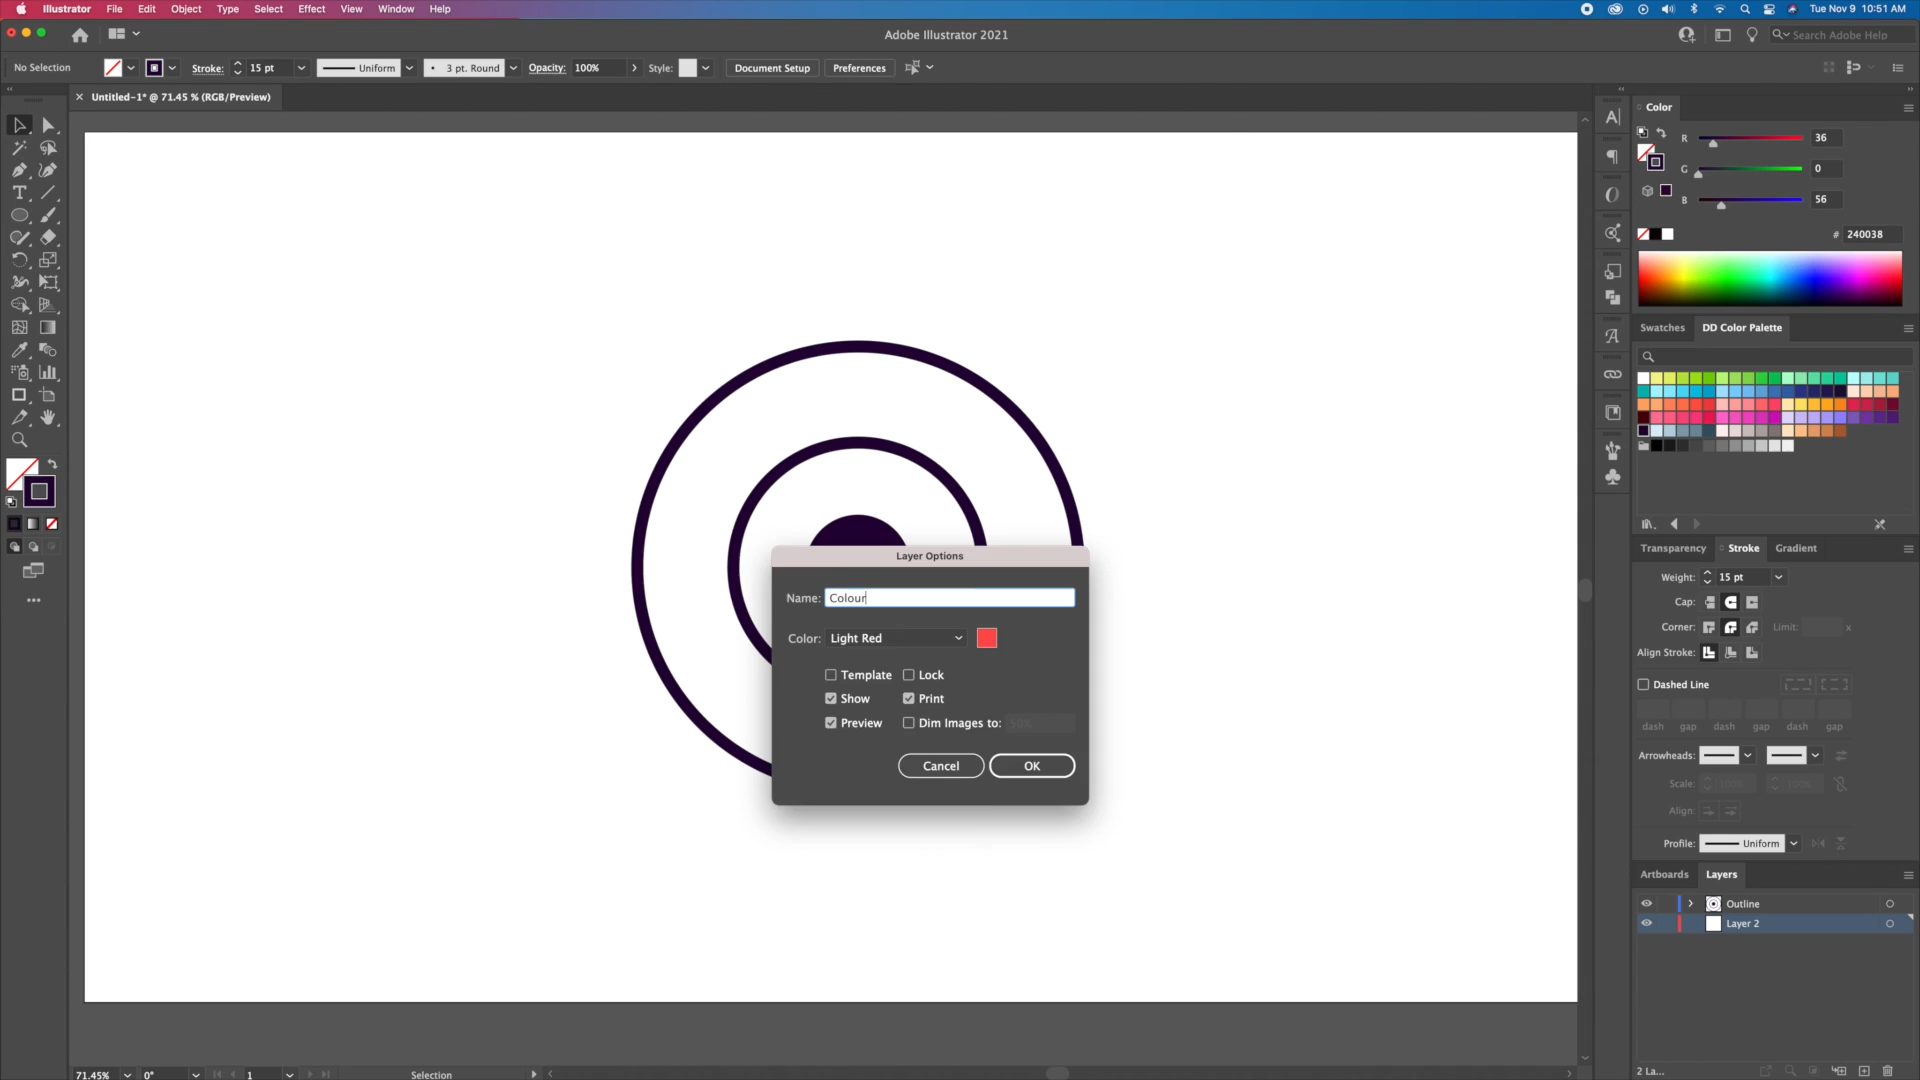 Illustrator File Edit Object Type Select Effect View Window Help Tue Nov 9 10:51 AM
Adobe Illustrator 2021
Search Adobe Help
No Selection Stroke: 15 pt Uniform 3 pt. Round Opacity: 100% Style: Document Setup Preferences
Untitled-1* @ 71.45 % (RGB/Preview)
Color
R 36
G 0
B 56
# 240038
Swatches DD Color Palette
Transparency Stroke Gradient
Weight: 15 pt
Cap:
Corner: Limit: x
Align Stroke:
Dashed Line
dash gap dash gap dash gap
Arrowheads:
Scale: 100% 100%
Align:
Profile: Uniform
Artboards Layers
Outline
Layer 2
2 La...
Layer Options
Name: Colour
Color: Light Red
Template Lock
Show Print
Preview Dim Images to: 50%
Cancel OK
71.45% 0° 1 Selection